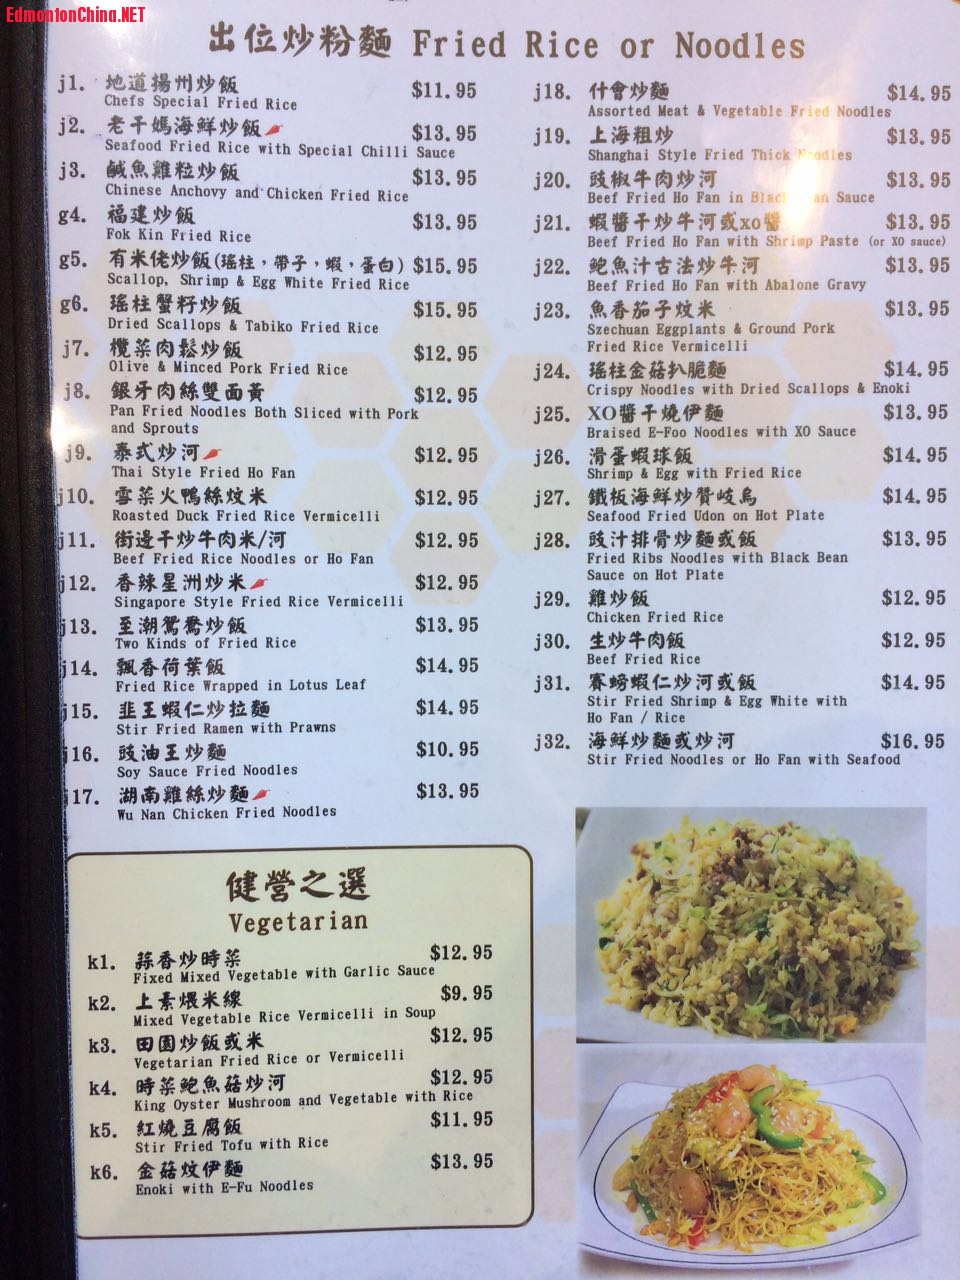 EdmontonChina.NET
出位炒粉麵 Fried Rice or Noodles
j1. 地道揚州炒飯 $11.95
Chefs Special Fried Rice
j2. 老干媽海鮮炒飯 $13.95
Seafood Fried Rice with Special Chilli Sauce
j3. 鹹魚雞粒炒飯 $13.95
Chinese Anchovy and Chicken Fried Rice
g4. 福建炒飯 $13.95
Fok Kin Fried Rice
g5. 有米佬炒飯(瑤柱，帶子，蝦，蛋白) $15.95
Scallop, Shrimp & Egg White Fried Rice
g6. 瑤柱蟹籽炒飯 $15.95
Dried Scallops & Tabiko Fried Rice
j7. 欖菜肉鬆炒飯 $12.95
Olive & Minced Pork Fried Rice
j8. 銀牙肉絲雙面黃 $12.95
Pan Fried Noodles Both Sliced with Pork
and Sprouts
j9. 泰式炒河 $12.95
Thai Style Fried Ho Fan
j10. 雪菜火鴨絲炆米 $12.95
Roasted Duck Fried Rice Vermicelli
j11. 街邊干炒牛肉米/河 $12.95
Beef Fried Rice Noodles or Ho Fan
j12. 香辣星洲炒米 $12.95
Singapore Style Fried Rice Vermicelli
j13. 至潮鴛鴦炒飯 $13.95
Two Kinds of Fried Rice
j14. 飄香荷葉飯 $14.95
Fried Rice Wrapped in Lotus Leaf
j15. 韭王蝦仁炒拉麵 $14.95
Stir Fried Ramen with Prawns
j16. 豉油王炒麵 $10.95
Soy Sauce Fried Noodles
j17. 湖南雞絲炒麵 $13.95
Wu Nan Chicken Fried Noodles
j18. 什會炒麵 $14.95
Assorted Meat & Vegetable Fried Noodles
j19. 上海粗炒 $13.95
Shanghai Style Fried Thick Noodles
j20. 豉椒牛肉炒河 $13.95
Beef Fried Ho Fan in Black Bean Sauce
j21. 蝦醬干炒牛河或xo醬 $13.95
Beef Fried Ho Fan with Shrimp Paste (or XO sauce)
j22. 鮑魚汁古法炒牛河 $13.95
Beef Fried Ho Fan with Abalone Gravy
j23. 魚香茄子炆米 $13.95
Szechuan Eggplants & Ground Pork
Fried Rice Vermicelli
j24. 瑤柱金菇扒脆麵 $14.95
Crispy Noodles with Dried Scallops & Enoki
j25. XO醬干燒伊麵 $13.95
Braised E-Foo Noodles with XO Sauce
j26. 滑蛋蝦球飯 $14.95
Shrimp & Egg with Fried Rice
j27. 鐵板海鮮炒贊岐烏 $14.95
Seafood Fried Udon on Hot Plate
j28. 豉汁排骨炒麵或飯 $13.95
Fried Ribs Noodles with Black Bean
Sauce on Hot Plate
j29. 雞炒飯 $12.95
Chicken Fried Rice
j30. 生炒牛肉飯 $12.95
Beef Fried Rice
j31. 賽螃蝦仁炒河或飯 $14.95
Stir Fried Shrimp & Egg White with
Ho Fan / Rice
j32. 海鮮炒麵或炒河 $16.95
Stir Fried Noodles or Ho Fan with Seafood
健營之選
Vegetarian
k1. 蒜香炒時菜 $12.95
Fixed Mixed Vegetable with Garlic Sauce
k2. 上素煨米線 $9.95
Mixed Vegetable Rice Vermicelli in Soup
k3. 田園炒飯或米 $12.95
Vegetarian Fried Rice or Vermicelli
k4. 時菜鮑魚菇炒河 $12.95
King Oyster Mushroom and Vegetable with Rice
k5. 紅燒豆腐飯 $11.95
Stir Fried Tofu with Rice
k6. 金菇炆伊麵 $13.95
Enoki with E-Fu Noodles